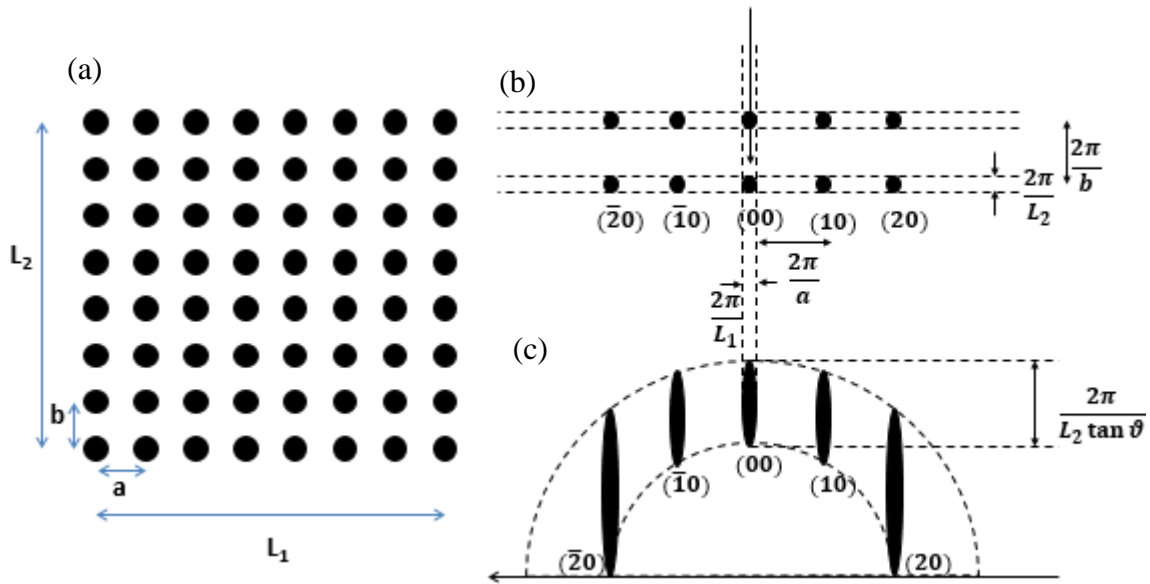 (a)
L₂
b
a
L₁
(b)
(2̅0) (1̅0) (00) (10) (20)
2π/b
2π/L₂
2π/a
2π/L₁
(c)
(2̅0) (1̅0) (00) (10) (20)
2π/(L₂ tan ϑ)